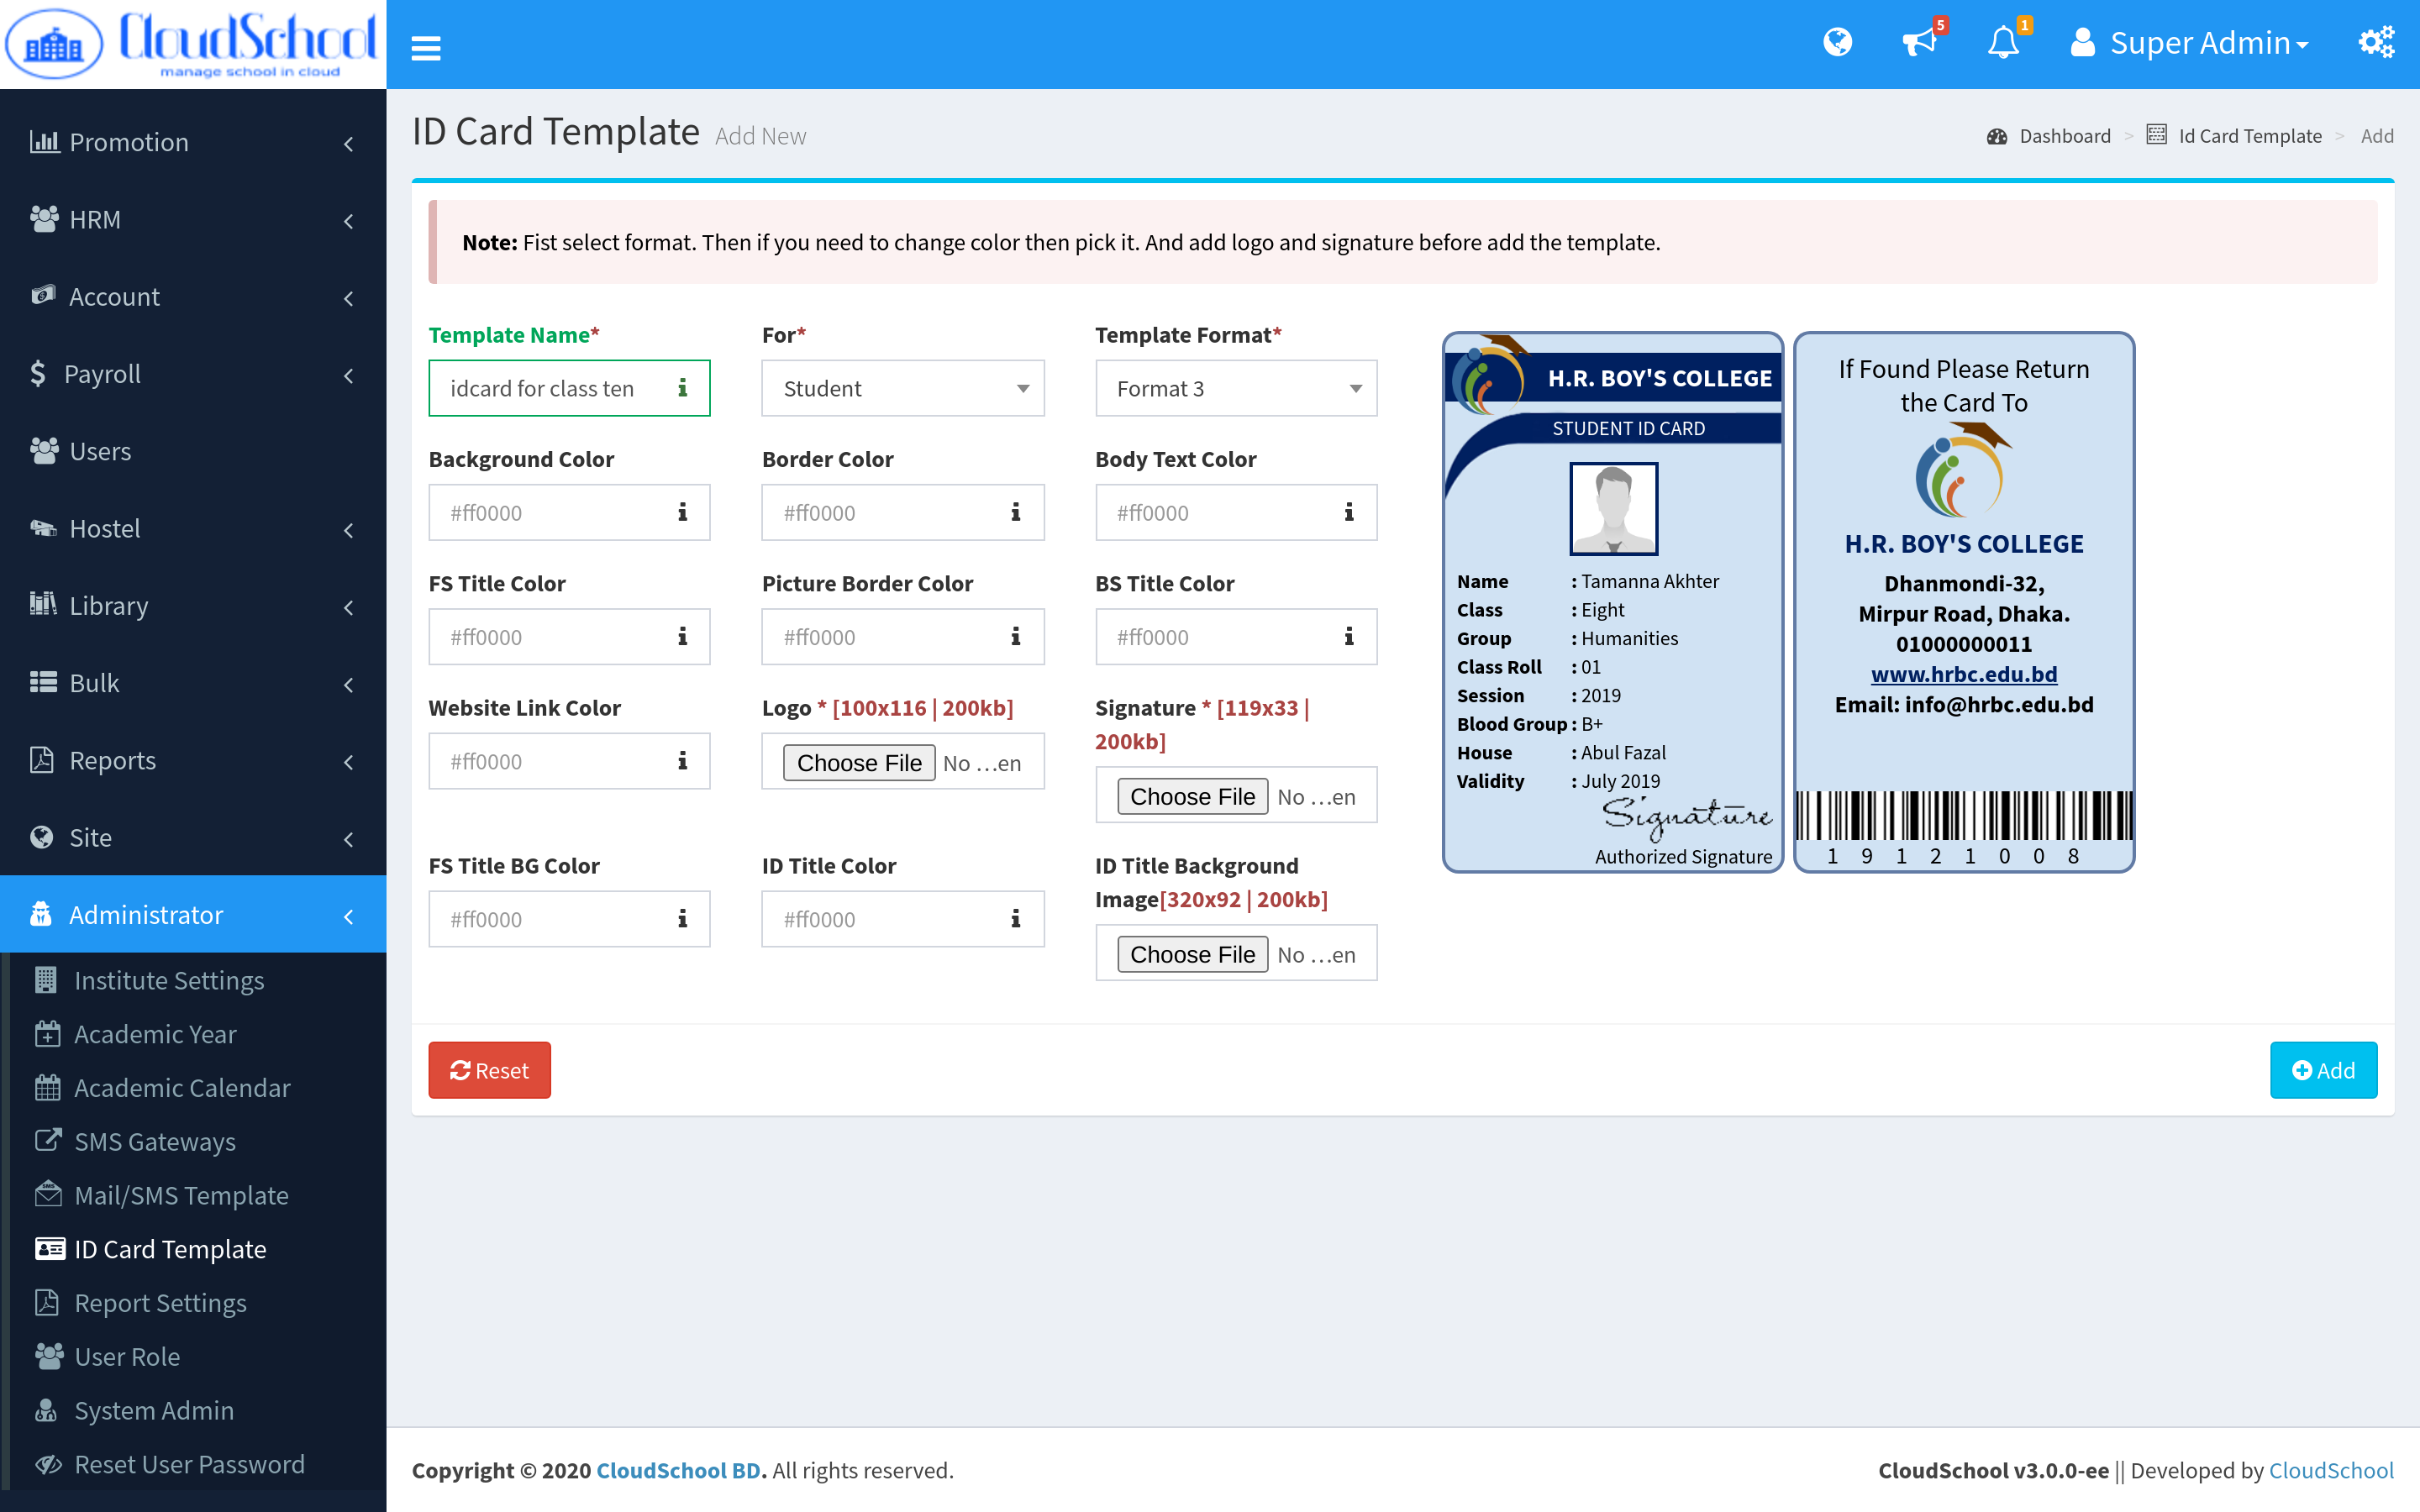 CloudSchool
manage school in cloud
5
1
Super Admin
Promotion
HRM
Account
Payroll
Users
Hostel
Library
Bulk
Reports
Site
Administrator
Institute Settings
Academic Year
Academic Calendar
SMS Gateways
Mail/SMS Template
ID Card Template
Report Settings
User Role
System Admin
Reset User Password
ID Card Template Add New
Dashboard > Id Card Template > Add
Note: Fist select format. Then if you need to change color then pick it. And add logo and signature before add the template.
Template Name* For* Template Format*
idcard for class ten Student Format 3
Background Color Border Color Body Text Color
#ff0000 #ff0000 #ff0000
FS Title Color Picture Border Color BS Title Color
#ff0000 #ff0000 #ff0000
Website Link Color Logo * [100x116 | 200kb] Signature * [119x33 |
200kb]
#ff0000 Choose File No ...en
Choose File No ...en
FS Title BG Color ID Title Color ID Title Background
Image[320x92 | 200kb]
#ff0000 #ff0000
Choose File No ...en
H.R. BOY'S COLLEGE
STUDENT ID CARD
Name : Tamanna Akhter
Class : Eight
Group : Humanities
Class Roll : 01
Session : 2019
Blood Group : B+
House : Abul Fazal
Validity : July 2019
Signature
Authorized Signature
If Found Please Return
the Card To
H.R. BOY'S COLLEGE
Dhanmondi-32,
Mirpur Road, Dhaka.
01000000011
www.hrbc.edu.bd
Email: info@hrbc.edu.bd
1 9 1 2 1 0 0 8
Reset
Add
Copyright © 2020 CloudSchool BD. All rights reserved.
CloudSchool v3.0.0-ee || Developed by CloudSchool